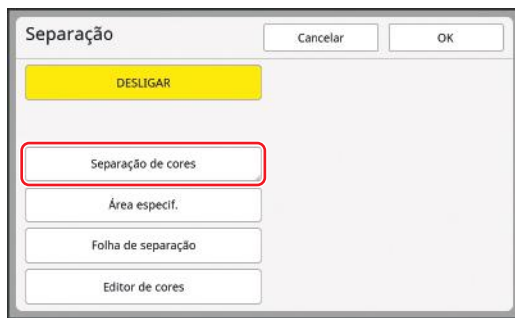 Separação
Cancelar
OK
DESLIGAR
Separação de cores
Área especif.
Folha de separação
Editor de cores